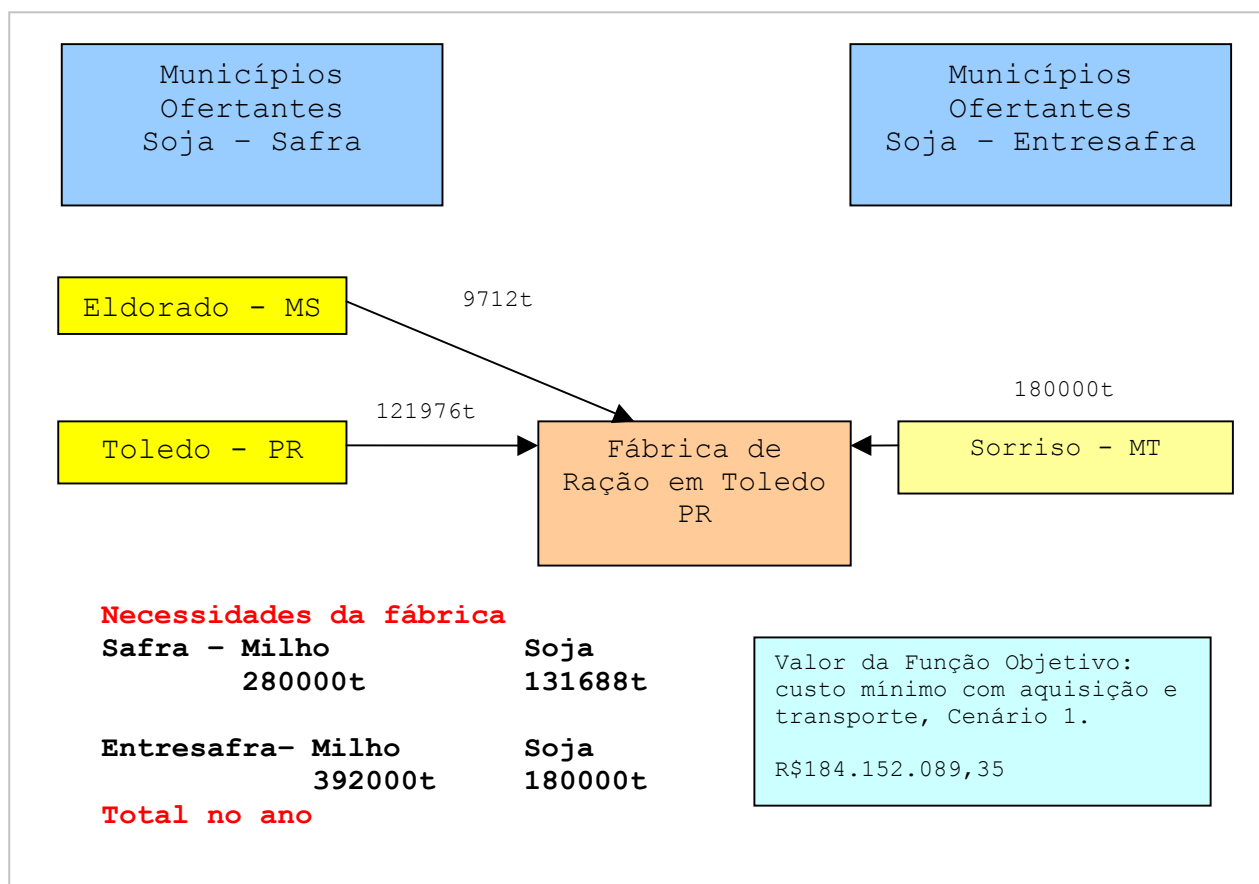 Municípios
Ofertantes
Soja – Safra
Municípios
Ofertantes
Soja – Entresafra
Eldorado - MS
9712t
180000t
121976t
Toledo - PR
Fábrica de
Ração em Toledo
PR
Sorriso - MT
Necessidades da fábrica
Safra – Milho Soja
280000t 131688t
Entresafra– Milho Soja
392000t 180000t
Total no ano
Valor da Função Objetivo:
custo mínimo com aquisição e
transporte, Cenário 1.
R$184.152.089,35